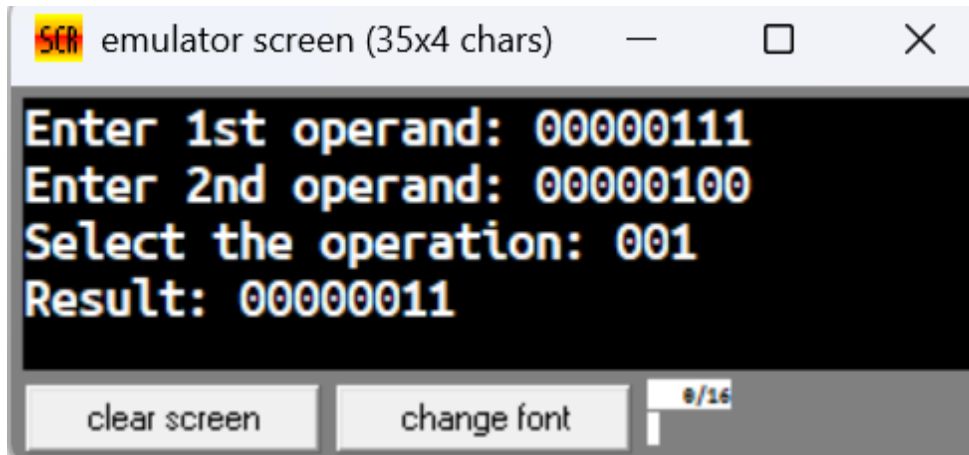 SCR emulator screen (35x4 chars)
Enter 1st operand: 00000111
Enter 2nd operand: 00000100
Select the operation: 001
Result: 00000011
clear screen change font 0/16